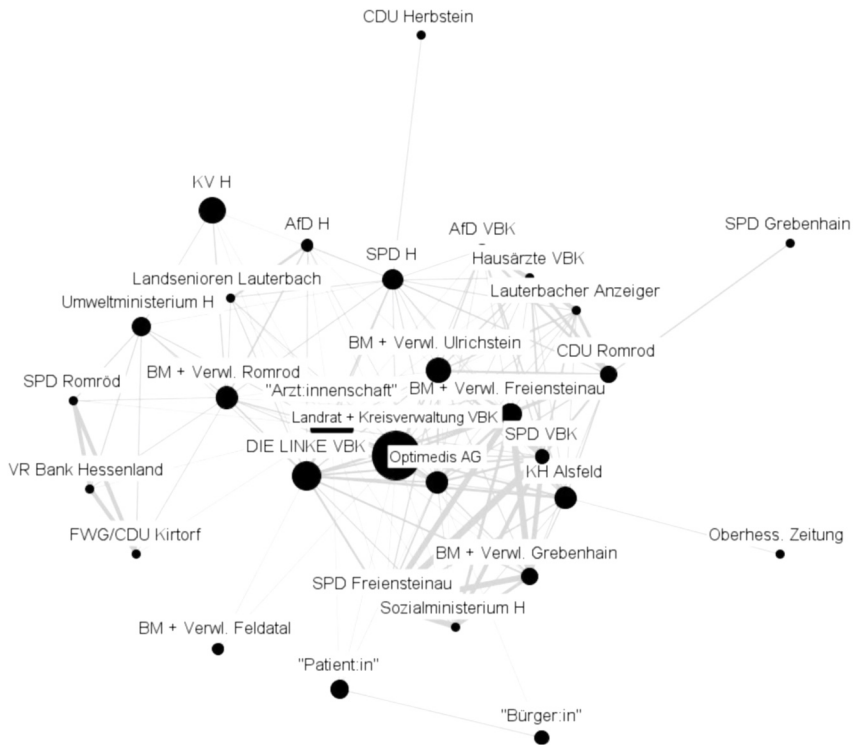 CDU Herbstein
KV H
AfD H
AfD VBK
SPD Grebenhain
SPD H
Hausärzte VBK
Landsenioren Lauterbach
Lauterbacher Anzeiger
Umweltministerium H
BM + Verwl. Ulrichstein
CDU Romrod
SPD Romröd
BM + Verwl. Romrod
"Arzt:innenschaft"
BM + Verwl. Freiensteinau
Landrat + Kreisverwaltung VBK
SPD VBK
DIE LINKE VBK
Optimedis AG
VR Bank Hessenland
KH Alsfeld
FWG/CDU Kirtorf
Oberhess. Zeitung
BM + Verwl. Grebenhain
SPD Freiensteinau
Sozialministerium H
BM + Verwl. Feldatal
"Patient:in"
"Bürger:in"